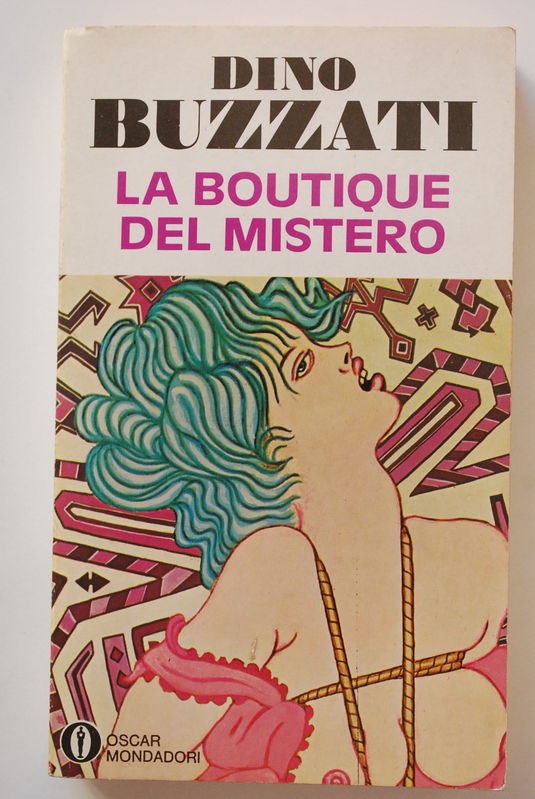 DINO
BUZZATI
LA BOUTIQUE
DEL MISTERO
OSCAR
MONDADORI